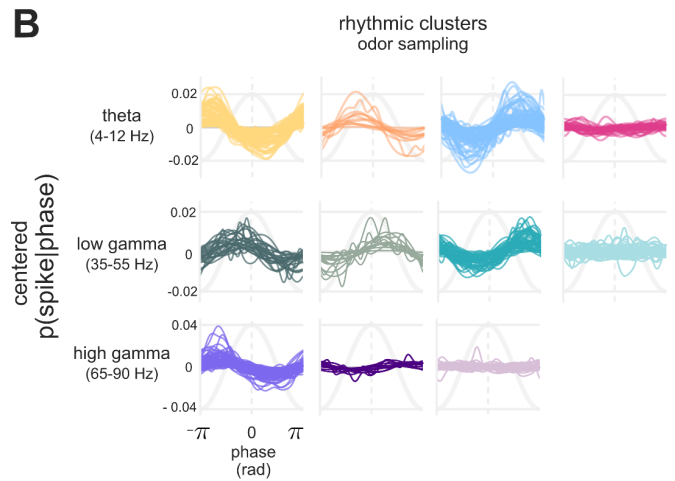 B
rhythmic clusters
odor sampling
centered
p(spike|phase)
theta
(4-12 Hz)
0.02
0
-0.02
low gamma
(35-55 Hz)
0.02
0
-0.02
high gamma
(65-90 Hz)
0.04
0
- 0.04
-π 0 π
phase
(rad)